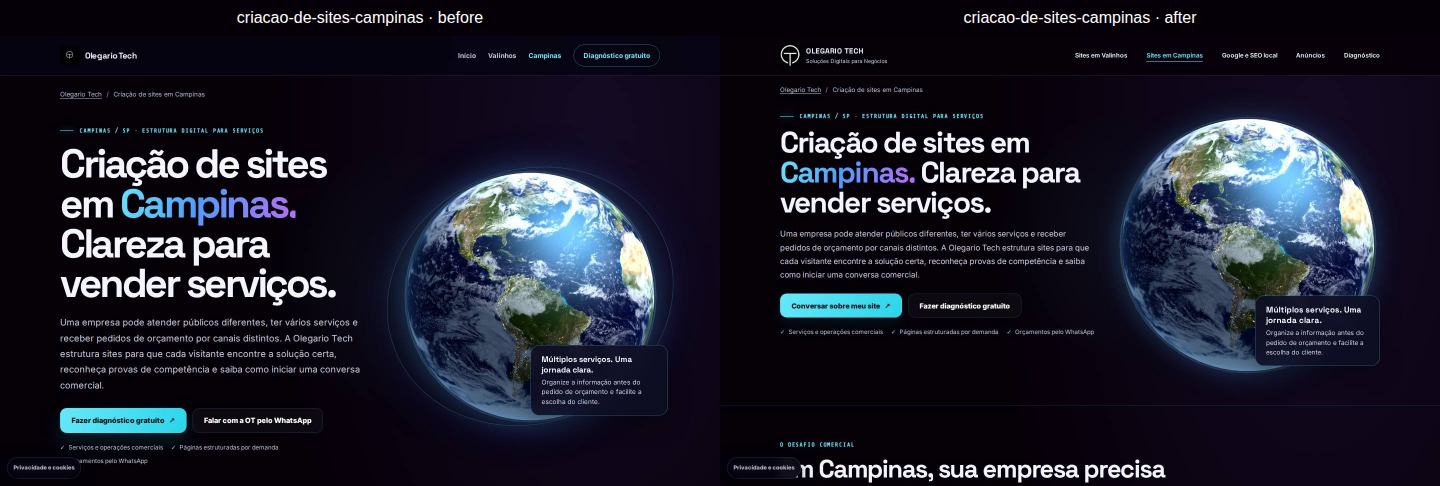 criacao-de-sites-campinas · before
Olegario Tech
Início Valinhos Campinas Diagnóstico gratuito
Olegario Tech / Criação de sites em Campinas
CAMPINAS / SP · ESTRUTURA DIGITAL PARA SERVIÇOS
Criação de sites
em Campinas.
Clareza para
vender serviços.
Uma empresa pode atender públicos diferentes, ter vários serviços e
receber pedidos de orçamento por canais distintos. A Olegario Tech
estrutura sites para que cada visitante encontre a solução certa,
reconheça provas de competência e saiba como iniciar uma conversa
comercial.
Fazer diagnóstico gratuito ↗ Falar com a OT pelo WhatsApp
✓ Serviços e operações comerciais ✓ Páginas estruturadas por demanda
amentos pelo WhatsApp
Privacidade e cookies
Múltiplos serviços. Uma
jornada clara.
Organize a informação antes do
pedido de orçamento e facilite a
escolha do cliente.
criacao-de-sites-campinas · after
OLEGARIO TECH
Soluções Digitais para Negócios
Sites em Valinhos Sites em Campinas Google e SEO local Anúncios Diagnóstico
Olegario Tech / Criação de sites em Campinas
CAMPINAS / SP · ESTRUTURA DIGITAL PARA SERVIÇOS
Criação de sites em
Campinas. Clareza para
vender serviços.
Uma empresa pode atender públicos diferentes, ter vários serviços e receber
pedidos de orçamento por canais distintos. A Olegario Tech estrutura sites para que
cada visitante encontre a solução certa, reconheça provas de competência e saiba
como iniciar uma conversa comercial.
Conversar sobre meu site ↗ Fazer diagnóstico gratuito
✓ Serviços e operações comerciais ✓ Páginas estruturadas por demanda ✓ Orçamentos pelo WhatsApp
Múltiplos serviços. Uma
jornada clara.
Organize a informação antes do
pedido de orçamento e facilite a
escolha do cliente.
O DESAFIO COMERCIAL
m Campinas, sua empresa precisa
Privacidade e cookies